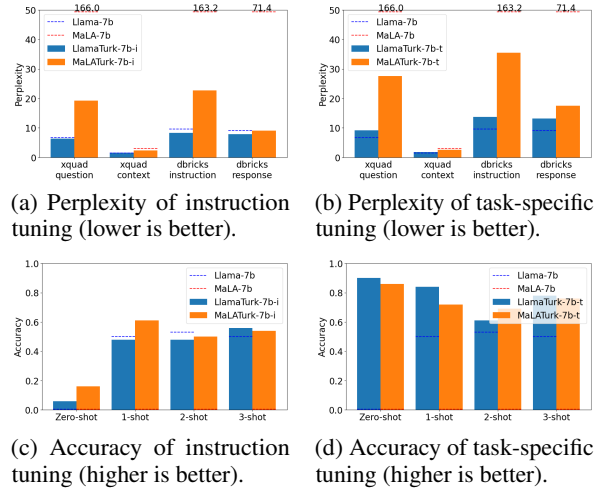 166.0 163.2 71.4
50
40
30
20
10
0
Perplexity
Llama-7b
MaLA-7b
LlamaTurk-7b-i
MaLATurk-7b-i
xquad question
xquad context
dbricks instruction
dbricks response
(a) Perplexity of instruction
tuning (lower is better).
166.0 163.2 71.4
50
40
30
20
10
0
Perplexity
Llama-7b
MaLA-7b
LlamaTurk-7b-t
MaLATurk-7b-t
xquad question
xquad context
dbricks instruction
dbricks response
(b) Perplexity of task-specific
tuning (lower is better).
1.0
0.8
0.6
0.4
0.2
0.0
Accuracy
Llama-7b
MaLA-7b
LlamaTurk-7b-i
MaLATurk-7b-i
Zero-shot 1-shot 2-shot 3-shot
(c) Accuracy of instruction
tuning (higher is better).
1.0
0.8
0.6
0.4
0.2
0.0
Accuracy
Llama-7b
MaLA-7b
LlamaTurk-7b-t
MaLATurk-7b-t
Zero-shot 1-shot 2-shot 3-shot
(d) Accuracy of task-specific
tuning (higher is better).